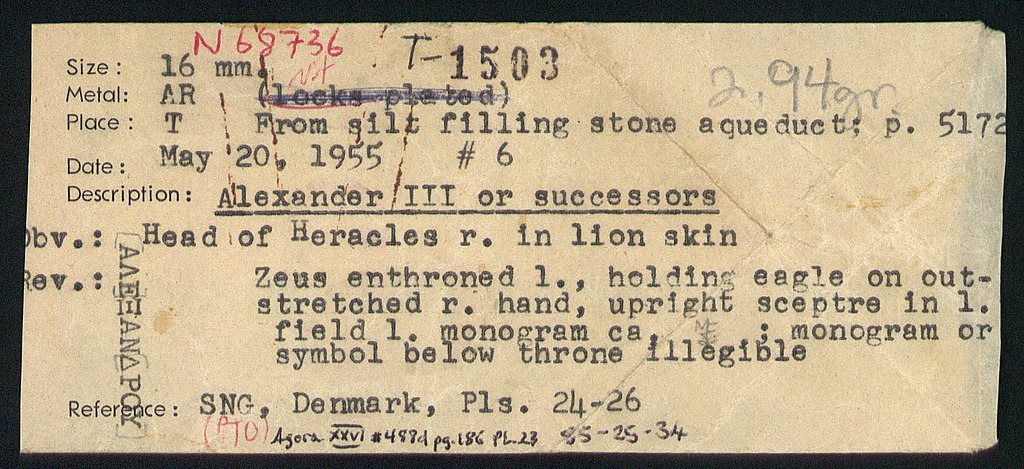 N 68736 T-1503
Size: 16 mm. 2,94gr
not
Metal: AR (looks plated)
Place: T From silt filling stone aqueduct; p. 5172
Date: May 20, 1955 # 6
Description: Alexander III or successors
Obv.: Head of Heracles r. in lion skin
Rev.: ΑΛΕΞΑΝΔΡΟΥ Zeus enthroned l., holding eagle on out-
stretched r. hand, upright sceptre in l.
field l. monogram ca. ; monogram or
symbol below throne illegible
Reference: SNG, Denmark, Pls. 24-26
(PTO) Agora XXVI #488d pg. 186 PL.23 85-25-34